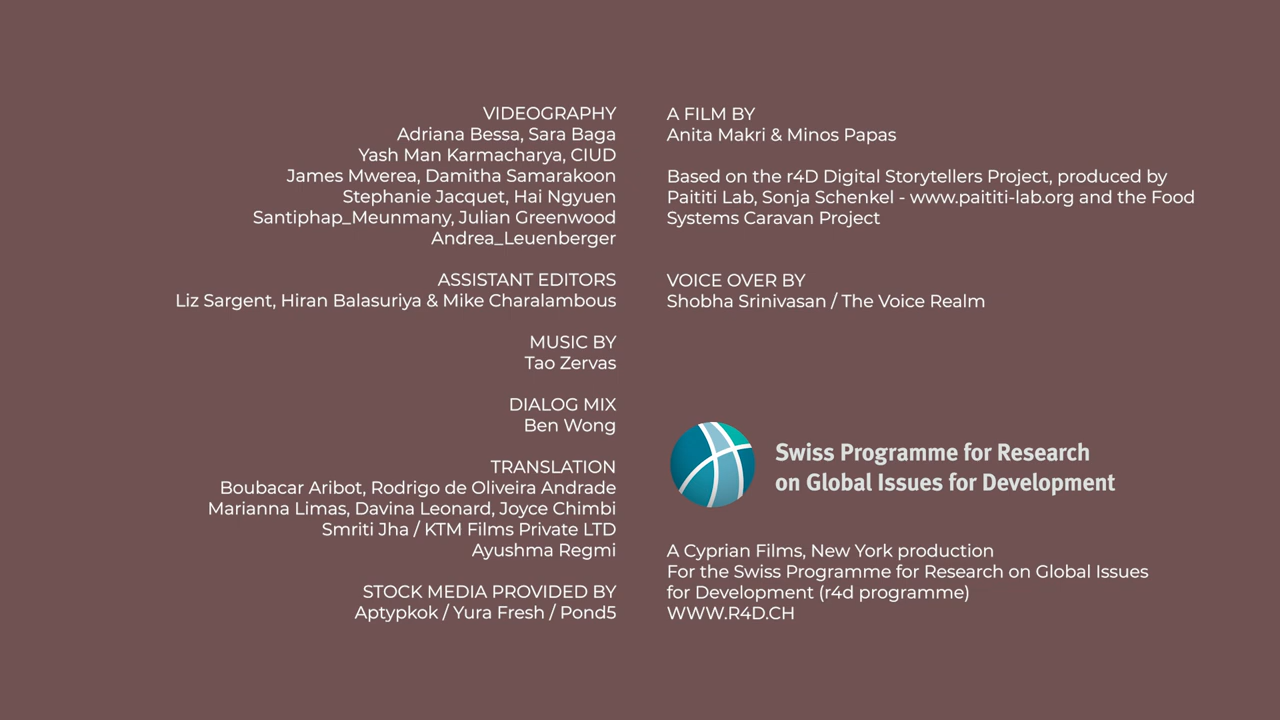 VIDEOGRAPHY
Adriana Bessa, Sara Baga
Yash Man Karmacharya, CIUD
James Mwerea, Damitha Samarakoon
Stephanie Jacquet, Hai Ngyuen
Santiphap_Meunmany, Julian Greenwood
Andrea_Leuenberger
ASSISTANT EDITORS
Liz Sargent, Hiran Balasuriya & Mike Charalambous
MUSIC BY
Tao Zervas
DIALOG MIX
Ben Wong
TRANSLATION
Boubacar Aribot, Rodrigo de Oliveira Andrade
Marianna Limas, Davina Leonard, Joyce Chimbi
Smriti Jha / KTM Films Private LTD
Ayushma Regmi
STOCK MEDIA PROVIDED BY
Aptypkok / Yura Fresh / Pond5
A FILM BY
Anita Makri & Minos Papas
Based on the r4D Digital Storytellers Project, produced by
Paititi Lab, Sonja Schenkel - www.paititi-lab.org and the Food
Systems Caravan Project
VOICE OVER BY
Shobha Srinivasan / The Voice Realm
Swiss Programme for Research
on Global Issues for Development
A Cyprian Films, New York production
For the Swiss Programme for Research on Global Issues
for Development (r4d programme)
WWW.R4D.CH